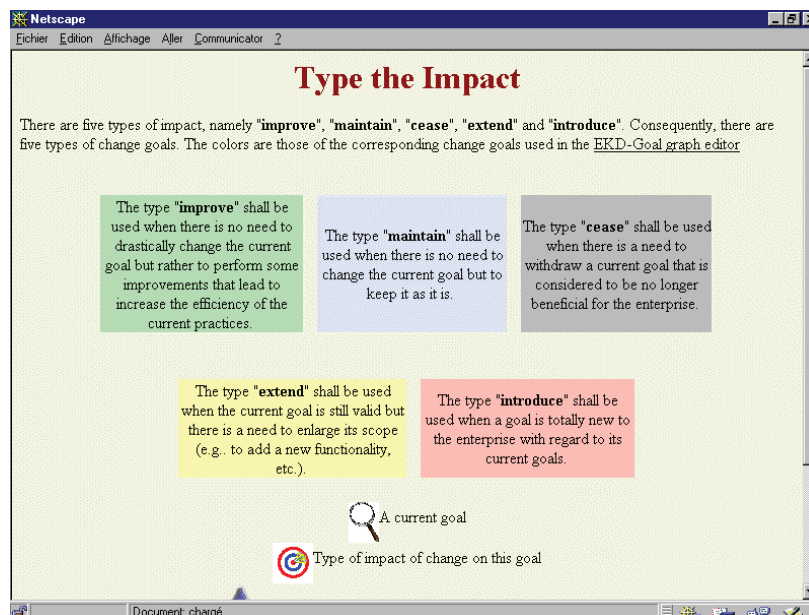 Netscape
Fichier Edition Affichage Aller Communicator ?
Type the Impact
There are five types of impact, namely "improve", "maintain", "cease", "extend" and "introduce". Consequently, there are
five types of change goals. The colors are those of the corresponding change goals used in the EKD-Goal graph editor
The type "improve" shall be
used when there is no need to
drastically change the current
goal but rather to perform some
improvements that lead to
increase the efficiency of the
current practices.
The type "maintain" shall be
used when there is no need to
change the current goal but to
keep it as it is.
The type "cease" shall be used
when there is a need to
withdraw a current goal that is
considered to be no longer
beneficial for the enterprise.
The type "extend" shall be used
when the current goal is still valid but
there is a need to enlarge its scope
(e.g.. to add a new functionality,
etc.).
The type "introduce" shall be
used when a goal is totally new to
the enterprise with regard to its
current goals.
A current goal
Type of impact of change on this goal
Document: chargé